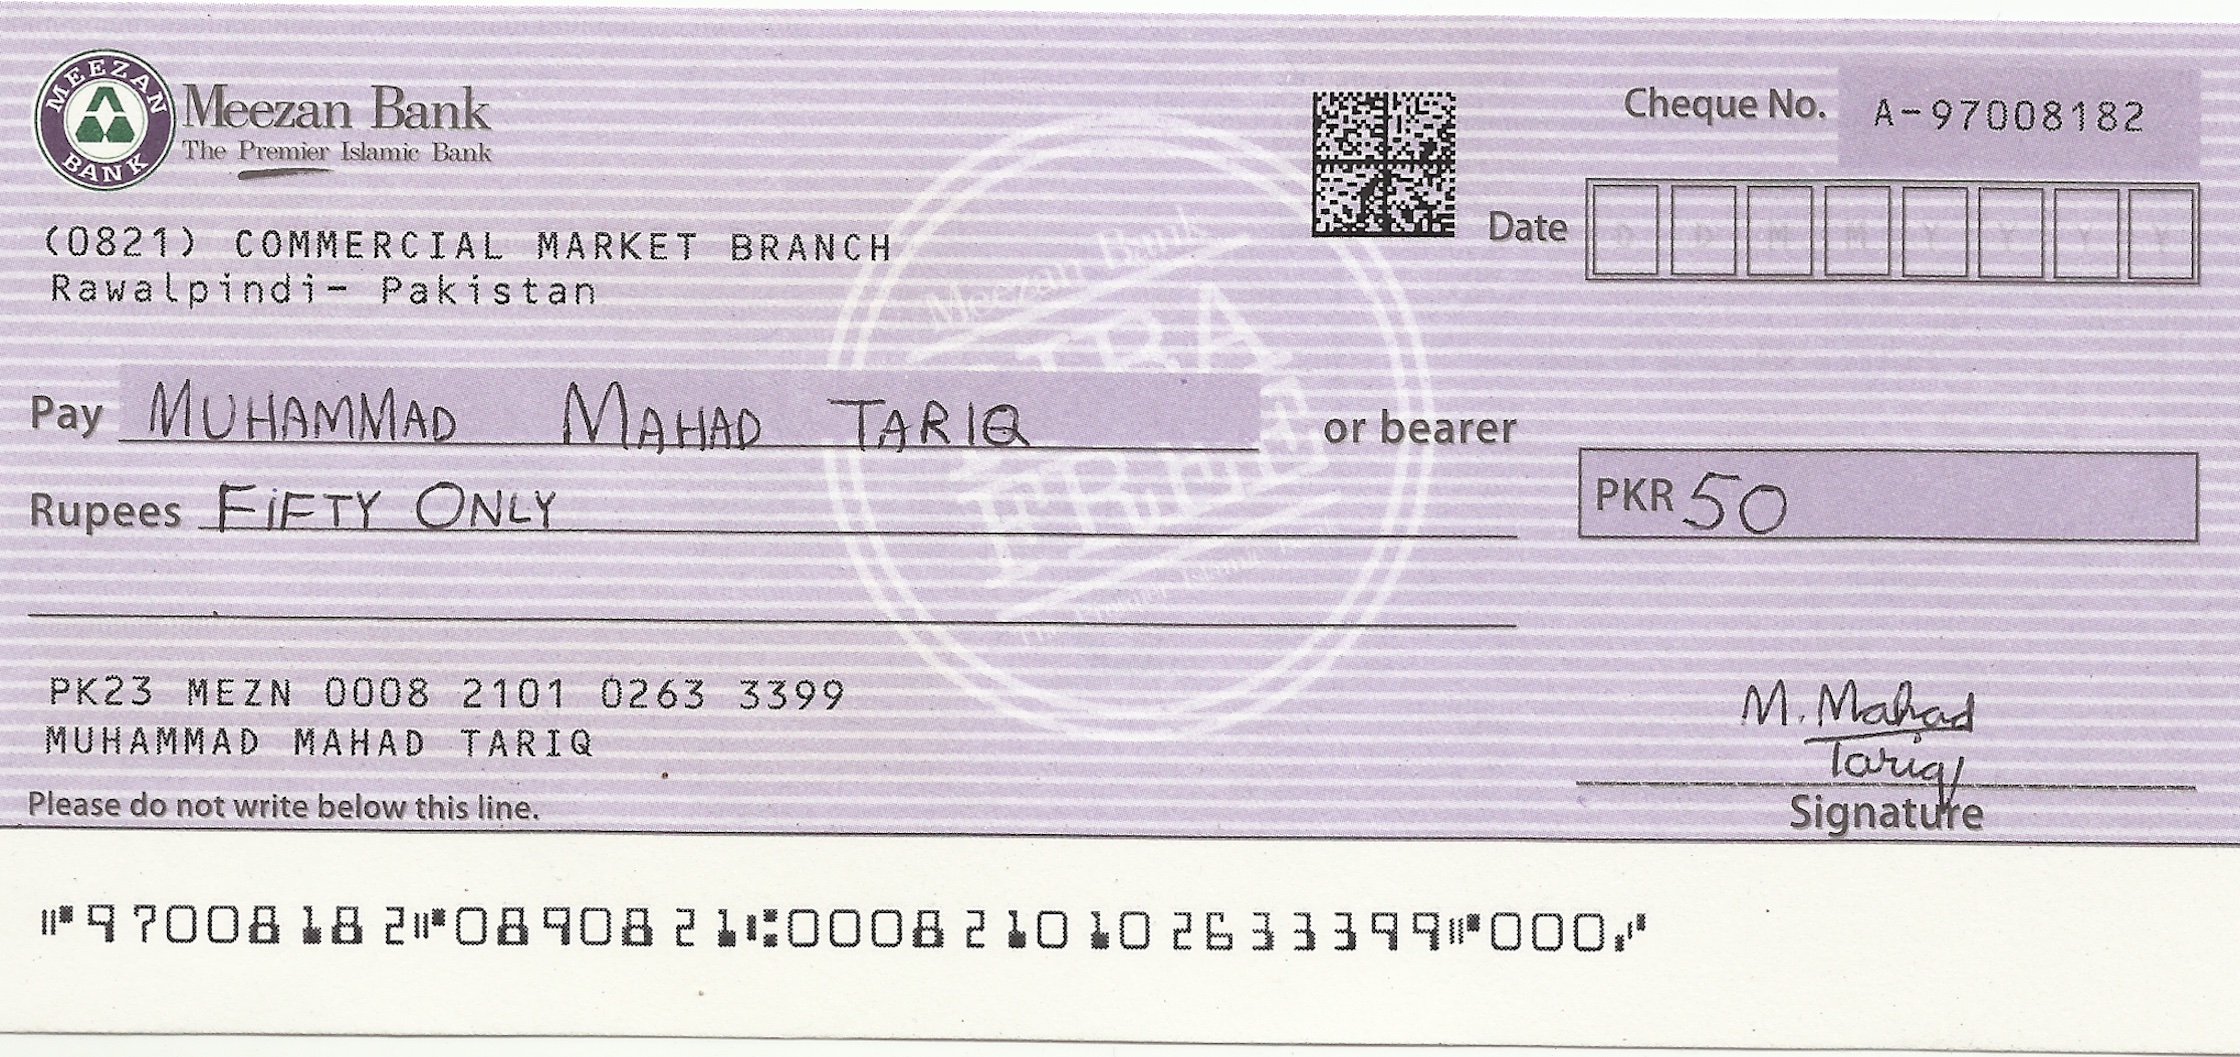 MEEZAN BANK
Meezan Bank
The Premier Islamic Bank
Cheque No. A-97008182
(0821) COMMERCIAL MARKET BRANCH
Rawalpindi- Pakistan
Date D D M M Y Y Y Y
Pay MUHAMMAD MAHAD TARIQ or bearer
Rupees FIFTY ONLY
PKR 50
PK23 MEZN 0008 2101 0263 3399
MUHAMMAD MAHAD TARIQ
M. Mahad
Tariq
Signature
Please do not write below this line.
⑈97008182⑈0890821⑆0008210102633399⑈000⑇